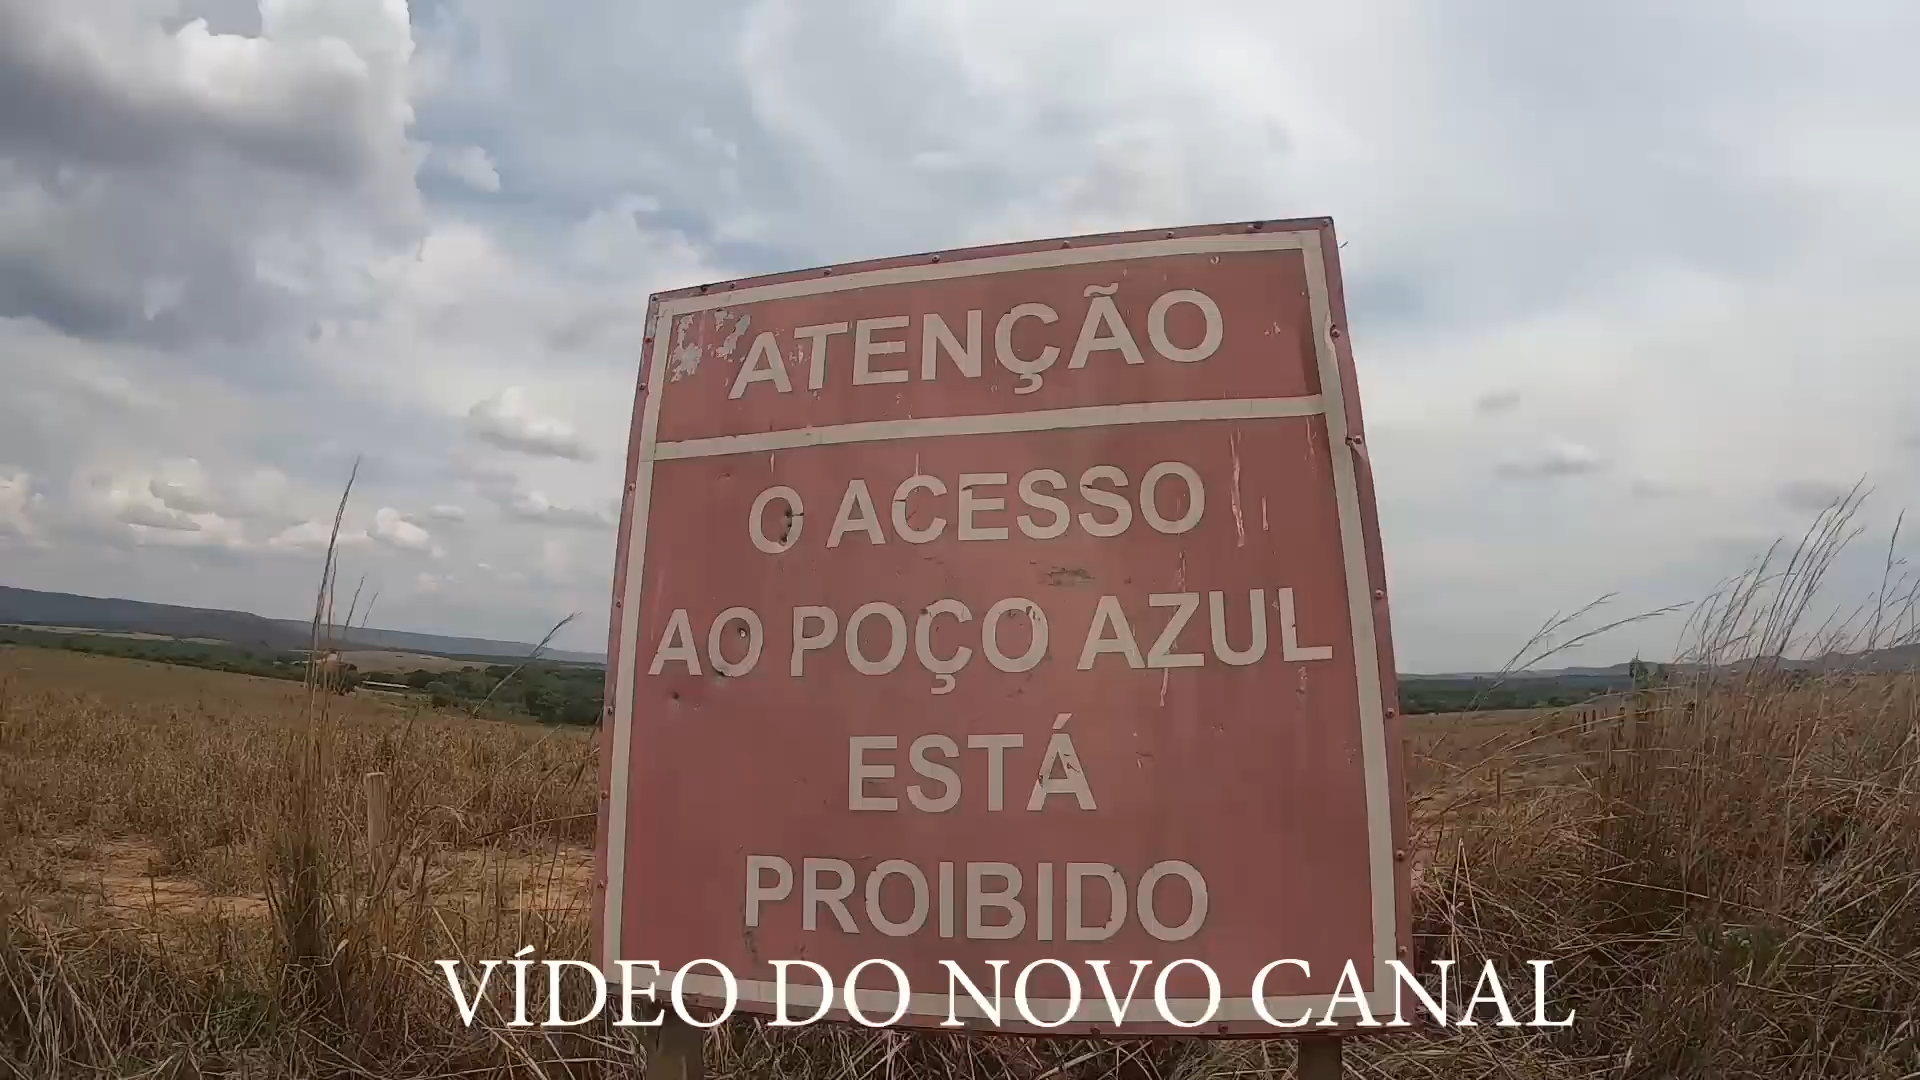 ATENÇÃO
O ACESSO
AO POÇO AZUL
ESTÁ
PROIBIDO
VÍDEO DO NOVO CANAL